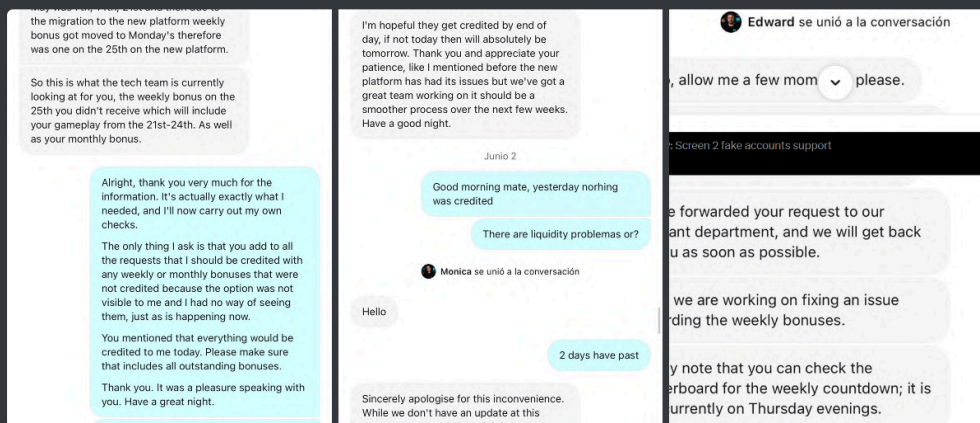 the migration to the new platform weekly
bonus got moved to Monday's therefore
was one on the 25th on the new platform.
So this is what the tech team is currently
looking at for you, the weekly bonus on the
25th you didn't receive which will include
your gameplay from the 21st-24th. As well
as your monthly bonus.
Alright, thank you very much for the
information. It's actually exactly what I
needed, and I'll now carry out my own
checks.
The only thing I ask is that you add to all
the requests that I should be credited with
any weekly or monthly bonuses that were
not credited because the option was not
visible to me and I had no way of seeing
them, just as is happening now.
You mentioned that everything would be
credited to me today. Please make sure
that includes all outstanding bonuses.
Thank you. It was a pleasure speaking with
you. Have a great night.
I'm hopeful they get credited by end of
day, if not today then will absolutely be
tomorrow. Thank you and appreciate your
patience, like I mentioned before the new
platform has had its issues but we've got a
great team working on it should be a
smoother process over the next few weeks.
Have a good night.
Junio 2
Good morning mate, yesterday norhing
was credited
There are liquidity problemas or?
Monica se unió a la conversación
Hello
2 days have past
Sincerely apologise for this inconvenience.
While we don't have an update at this
Edward se unió a la conversación
, allow me a few mom please.
: Screen 2 fake accounts support
e forwarded your request to our
ant department, and we will get back
u as soon as possible.
we are working on fixing an issue
rding the weekly bonuses.
y note that you can check the
erboard for the weekly countdown; it is
urrently on Thursday evenings.